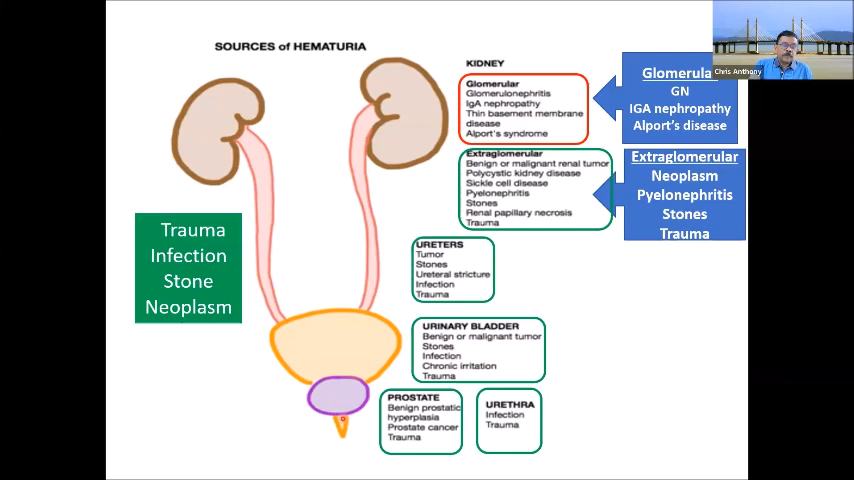 SOURCES of HEMATURIA
KIDNEY
Glomerular
Glomerulonephritis
IgA nephropathy
Thin basement membrane
disease
Alport's syndrome
Extraglomerular
Benign or malignant renal tumor
Polycystic kidney disease
Sickle cell disease
Pyelonephritis
Stones
Renal papillary necrosis
Trauma
URETERS
Tumor
Stones
Ureteral stricture
Infection
Trauma
URINARY BLADDER
Benign or malignant tumor
Stones
Infection
Chronic irritation
Trauma
PROSTATE
Benign prostatic
hyperplasia
Prostate cancer
Trauma
URETHRA
Infection
Trauma
Trauma
Infection
Stone
Neoplasm
Glomerula
GN
IGA nephropathy
Alport's disease
Extraglomerular
Neoplasm
Pyelonephritis
Stones
Trauma
Chris Anthony